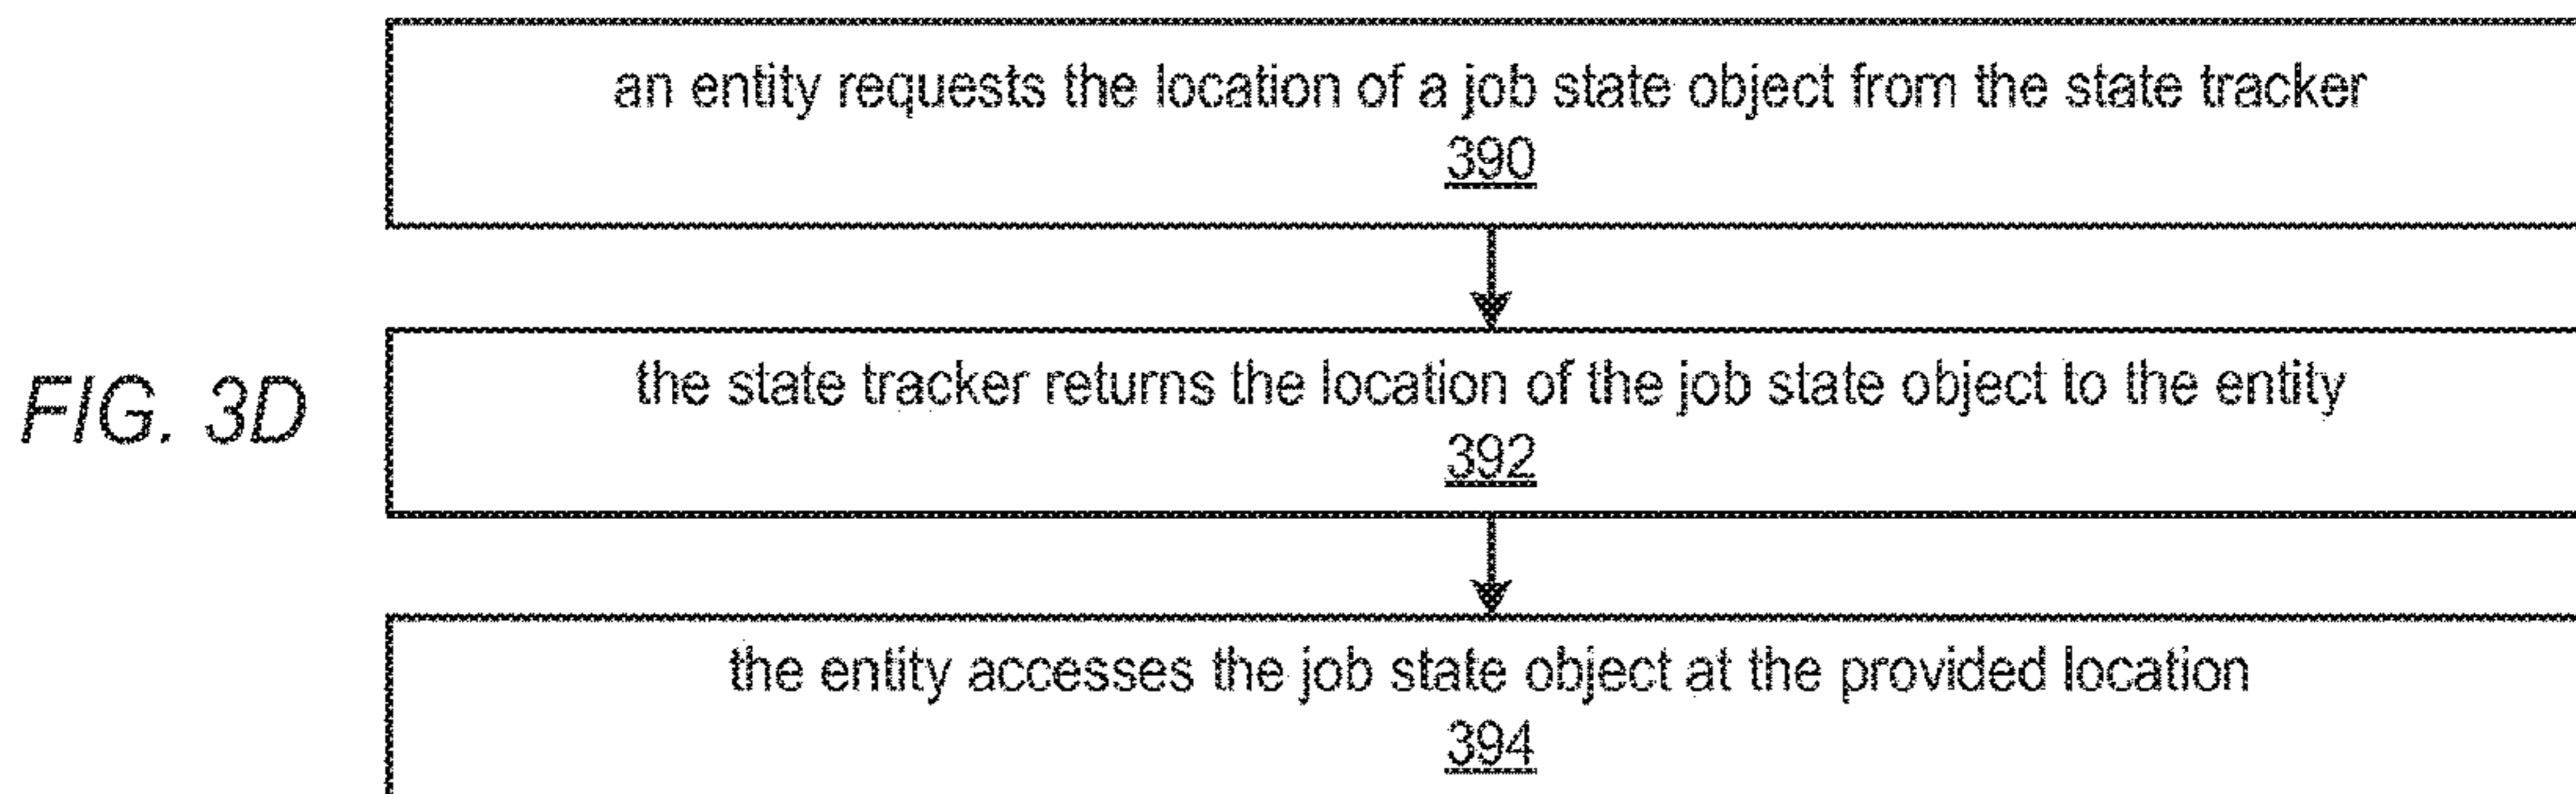 an entity requests the location of a job state object from the state tracker
390
FIG. 3D
the state tracker returns the location of the job state object to the entity
392
the entity accesses the job state object at the provided location
394